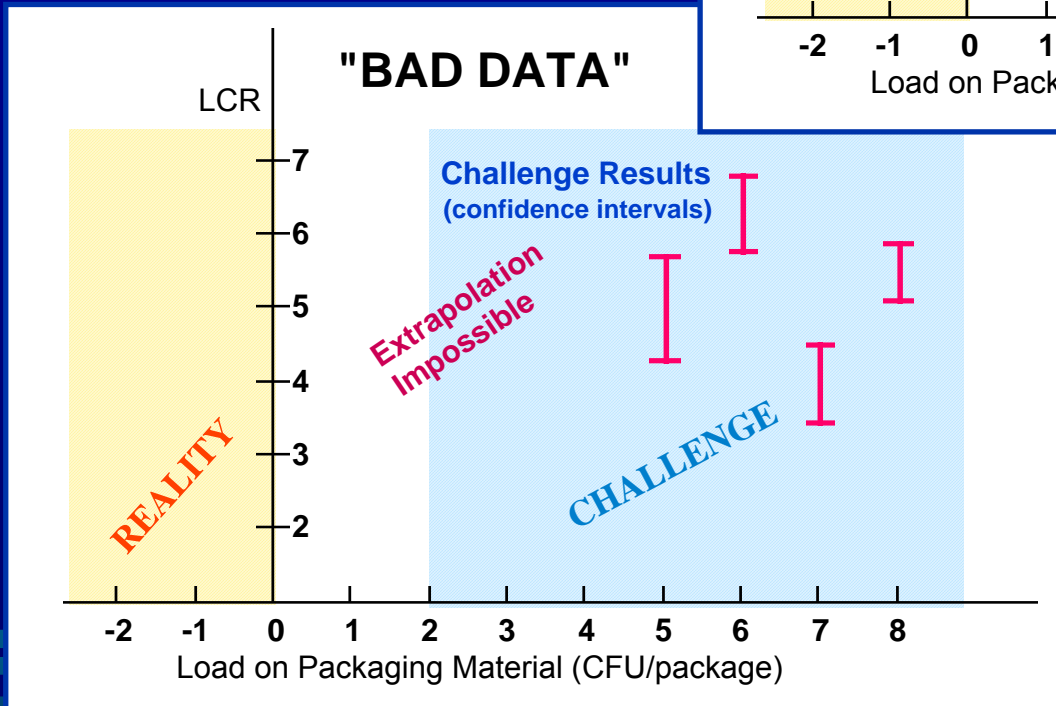 -2 -1 0 1
Load on Pack
"BAD DATA"
LCR
7
6
5
4
3
2
Challenge Results
(confidence intervals)
Extrapolation
Impossible
REALITY
CHALLENGE
-2 -1 0 1 2 3 4 5 6 7 8
Load on Packaging Material (CFU/package)